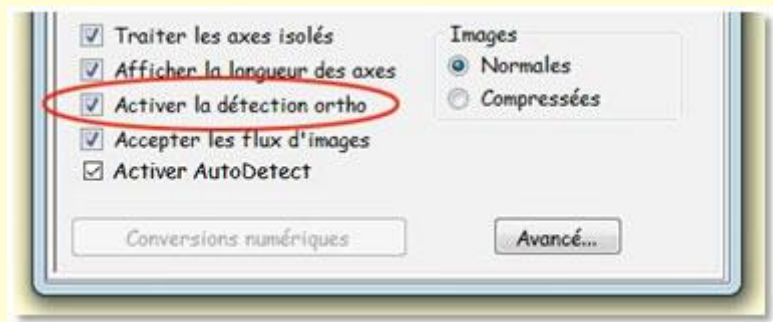 Traiter les axes isolés
Afficher la longueur des axes
Activer la détection ortho
Accepter les flux d'images
Activer AutoDetect
Images
Normales
Compressées
Conversions numériques
Avancé...